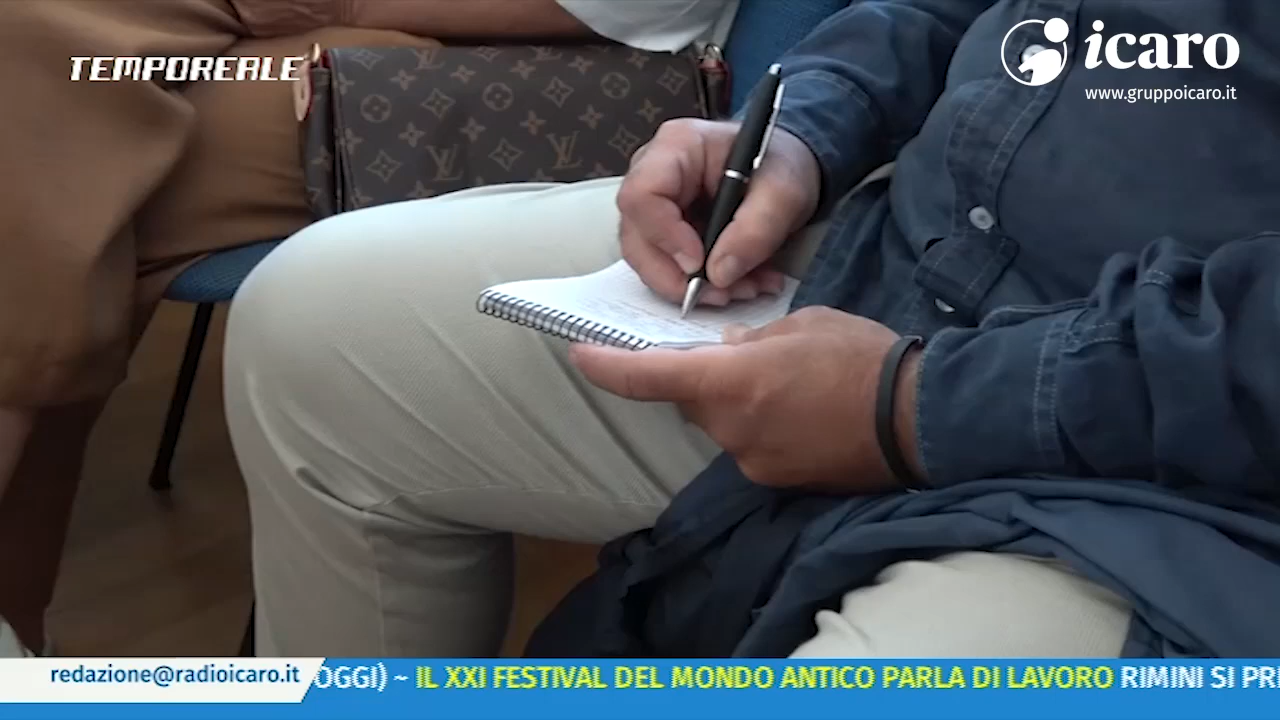 TEMPOREALE
icaro
www.gruppoicaro.it
redazione@radioicaro.it
OGGI) ~ IL XXI FESTIVAL DEL MONDO ANTICO PARLA DI LAVORO RIMINI SI PR